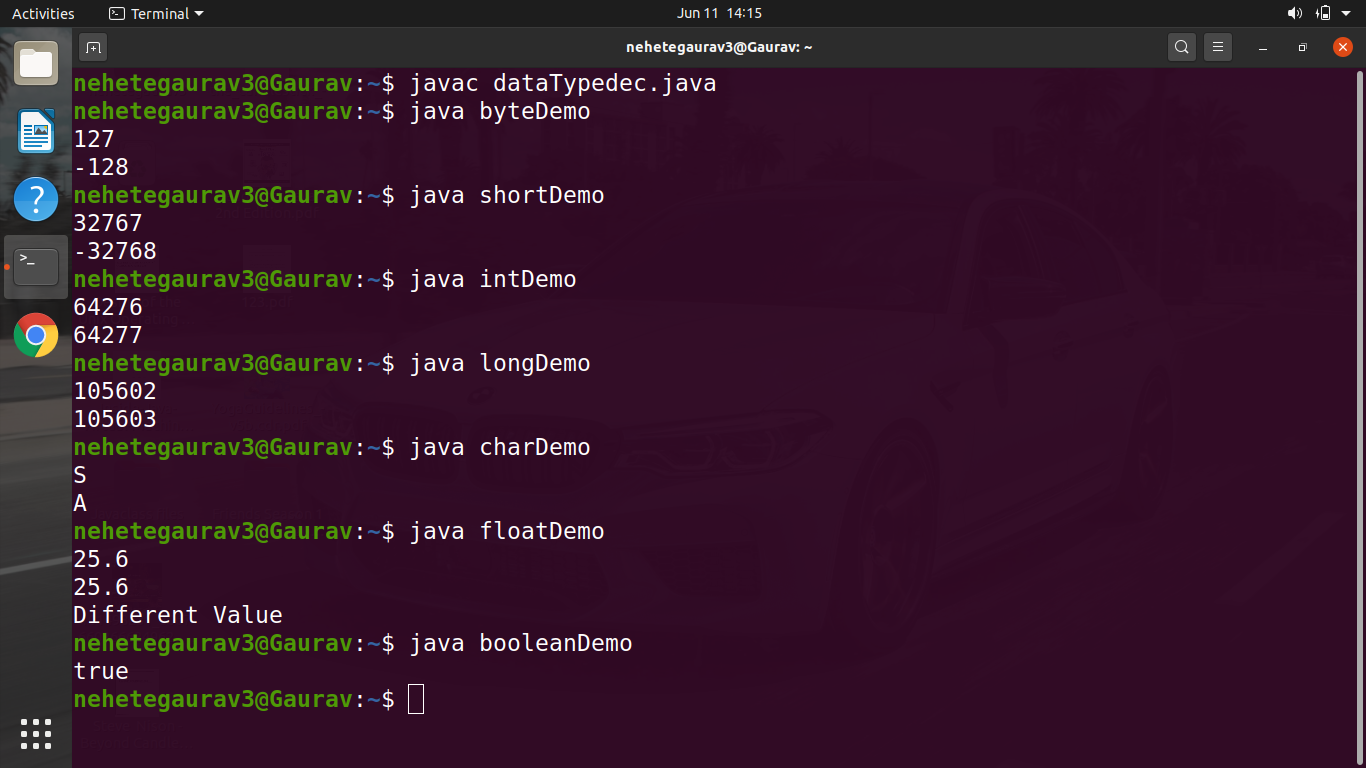 Activities Terminal Jun 11 14:15
nehetegaurav3@Gaurav: ~
nehetegaurav3@Gaurav:~$ javac dataTypedec.java
nehetegaurav3@Gaurav:~$ java byteDemo
127
-128
nehetegaurav3@Gaurav:~$ java shortDemo
32767
-32768
nehetegaurav3@Gaurav:~$ java intDemo
64276
64277
nehetegaurav3@Gaurav:~$ java longDemo
105602
105603
nehetegaurav3@Gaurav:~$ java charDemo
S
A
nehetegaurav3@Gaurav:~$ java floatDemo
25.6
25.6
Different Value
nehetegaurav3@Gaurav:~$ java booleanDemo
true
nehetegaurav3@Gaurav:~$